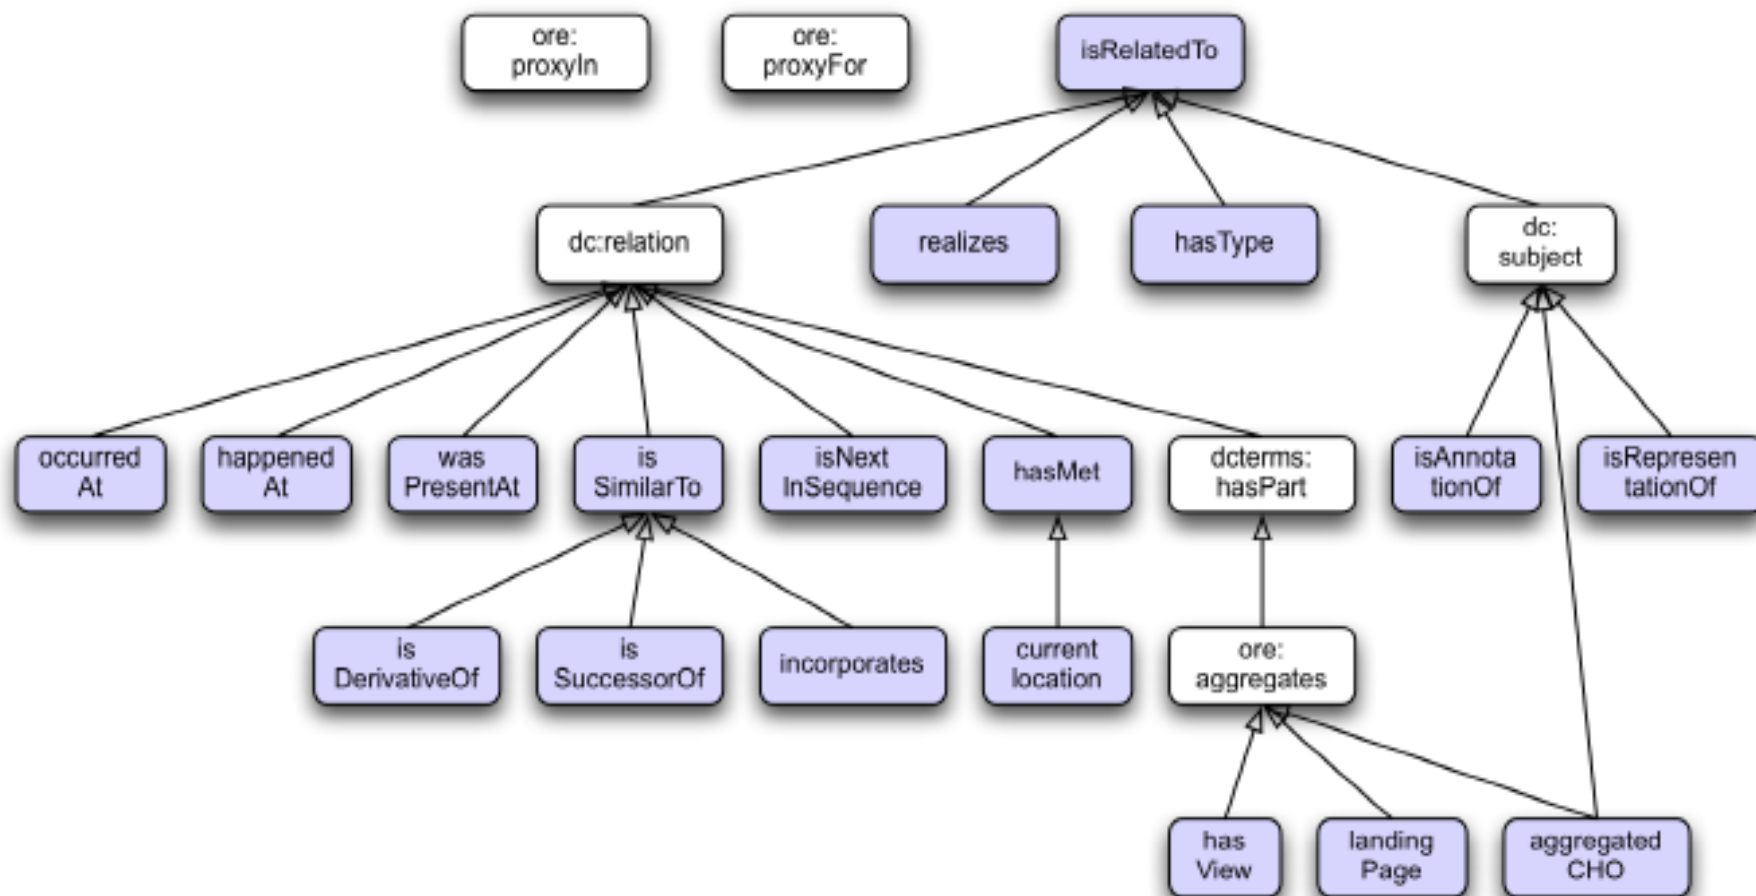 ore:
proxyIn
ore:
proxyFor
isRelatedTo
dc:relation
realizes
hasType
dc:
subject
occurred
At
happened
At
was
PresentAt
is
SimilarTo
isNext
InSequence
hasMet
dcterms:
hasPart
isAnnota
tionOf
isRepresen
tationOf
is
DerivativeOf
is
SuccessorOf
incorporates
current
location
ore:
aggregates
has
View
landing
Page
aggregated
CHO